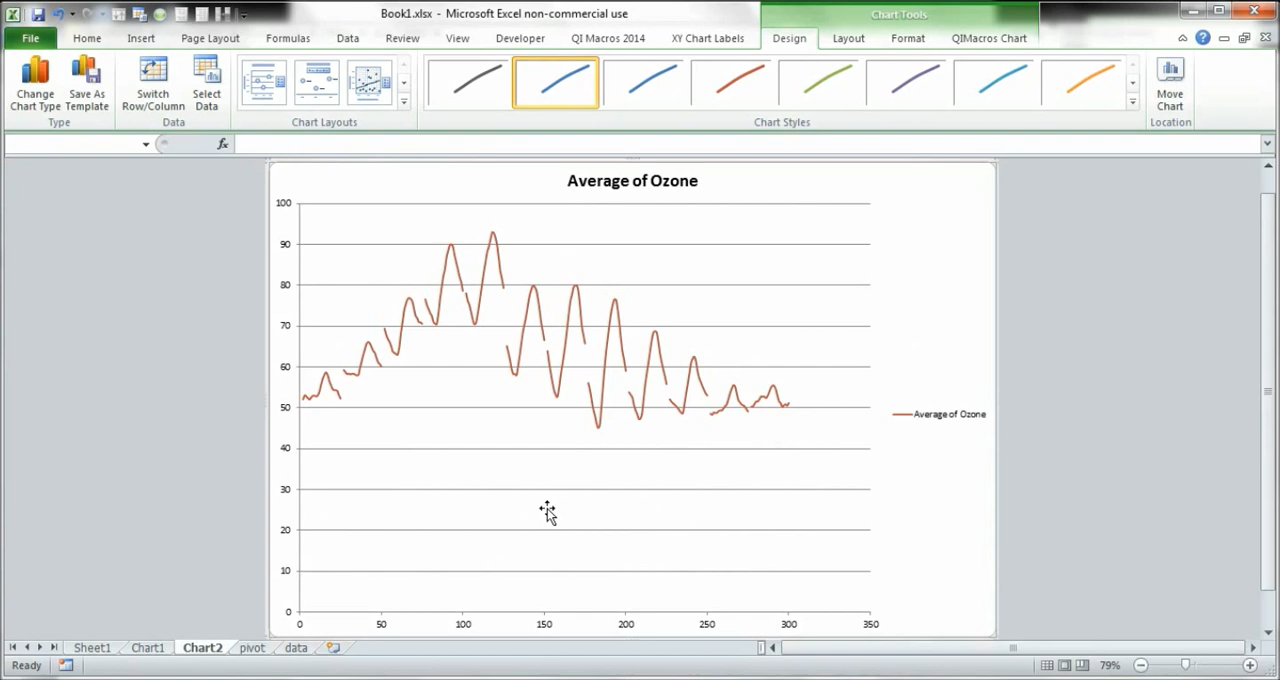 Book1.xlsx - Microsoft Excel non-commercial use
Chart Tools
File Home Insert Page Layout Formulas Data Review View Developer QI Macros 2014 XY Chart Labels Design Layout Format QIMacros Chart
Change Chart Type
Save As Template
Switch Row/Column
Select Data
Move Chart
Type Data Chart Layouts Chart Styles Location
fx
Average of Ozone
100
90
80
70
60
50
40
30
20
10
0
Average of Ozone
0 50 100 150 200 250 300 350
Sheet1 Chart1 Chart2 pivot data
Ready 79%